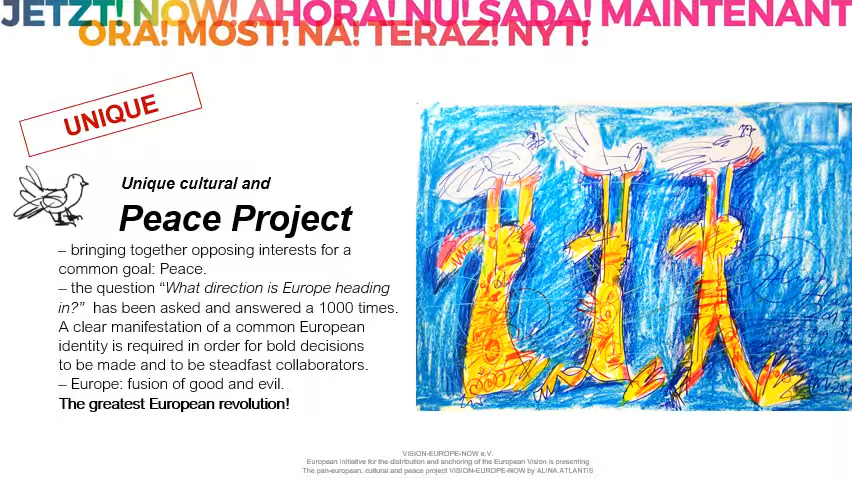 JETZT! NOW! AHORA! NU! SADA! MAINTENANT
ORA! MOST! NA! TERAZ! NYT!
UNIQUE
Unique cultural and
Peace Project
– bringing together opposing interests for a
common goal: Peace.
– the question “What direction is Europe heading
in?” has been asked and answered a 1000 times.
A clear manifestation of a common European
identity is required in order for bold decisions
to be made and to be steadfast collaborators.
– Europe: fusion of good and evil.
The greatest European revolution!
VISION-EUROPE-NOW e.V.
European Initiative for the distribution and anchoring of the European Vision is presenting
The pan-european, cultural and peace project VISION-EUROPE-NOW by ALINA ATLANTIS